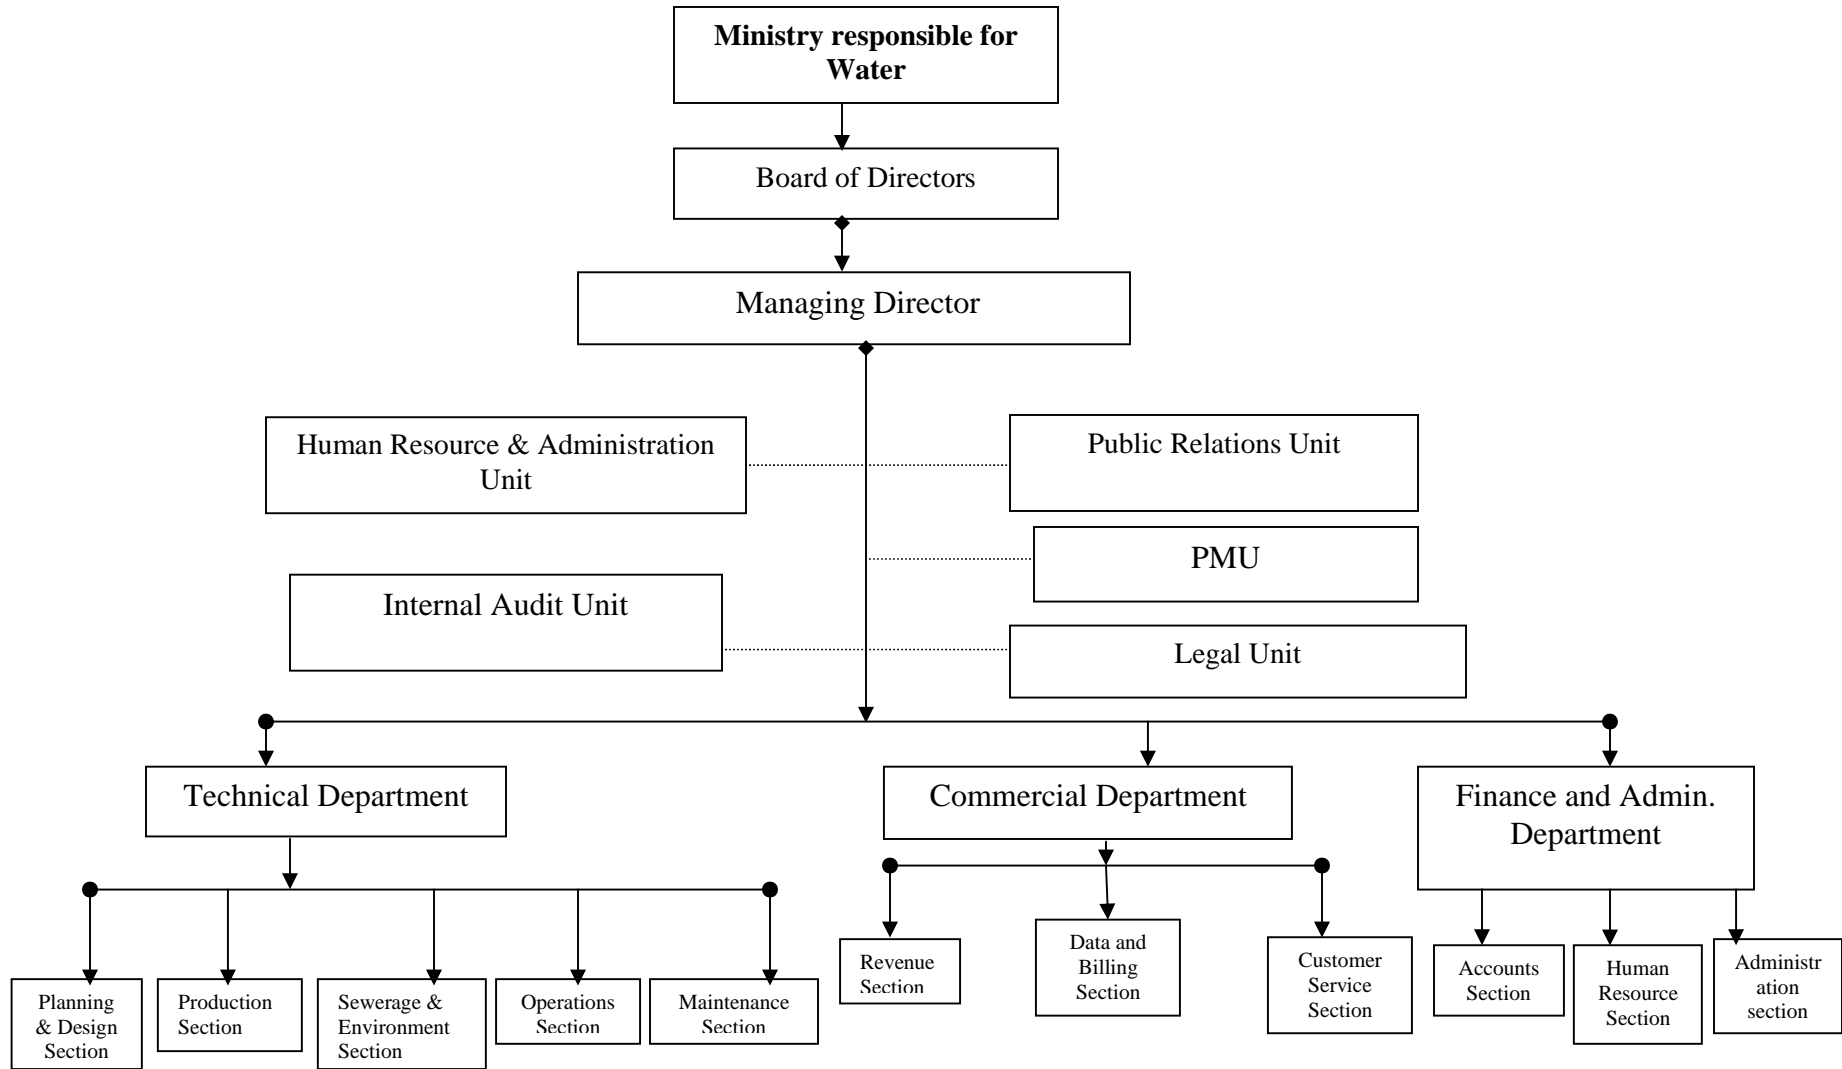 Ministry responsible for
Water
Board of Directors
Managing Director
Human Resource & Administration
Unit
Public Relations Unit
PMU
Internal Audit Unit
Legal Unit
Technical Department
Commercial Department
Finance and Admin.
Department
Planning
& Design
Section
Production
Section
Sewerage &
Environment
Section
Operations
Section
Maintenance
Section
Revenue
Section
Data and
Billing
Section
Customer
Service
Section
Accounts
Section
Human
Resource
Section
Administr
ation
section